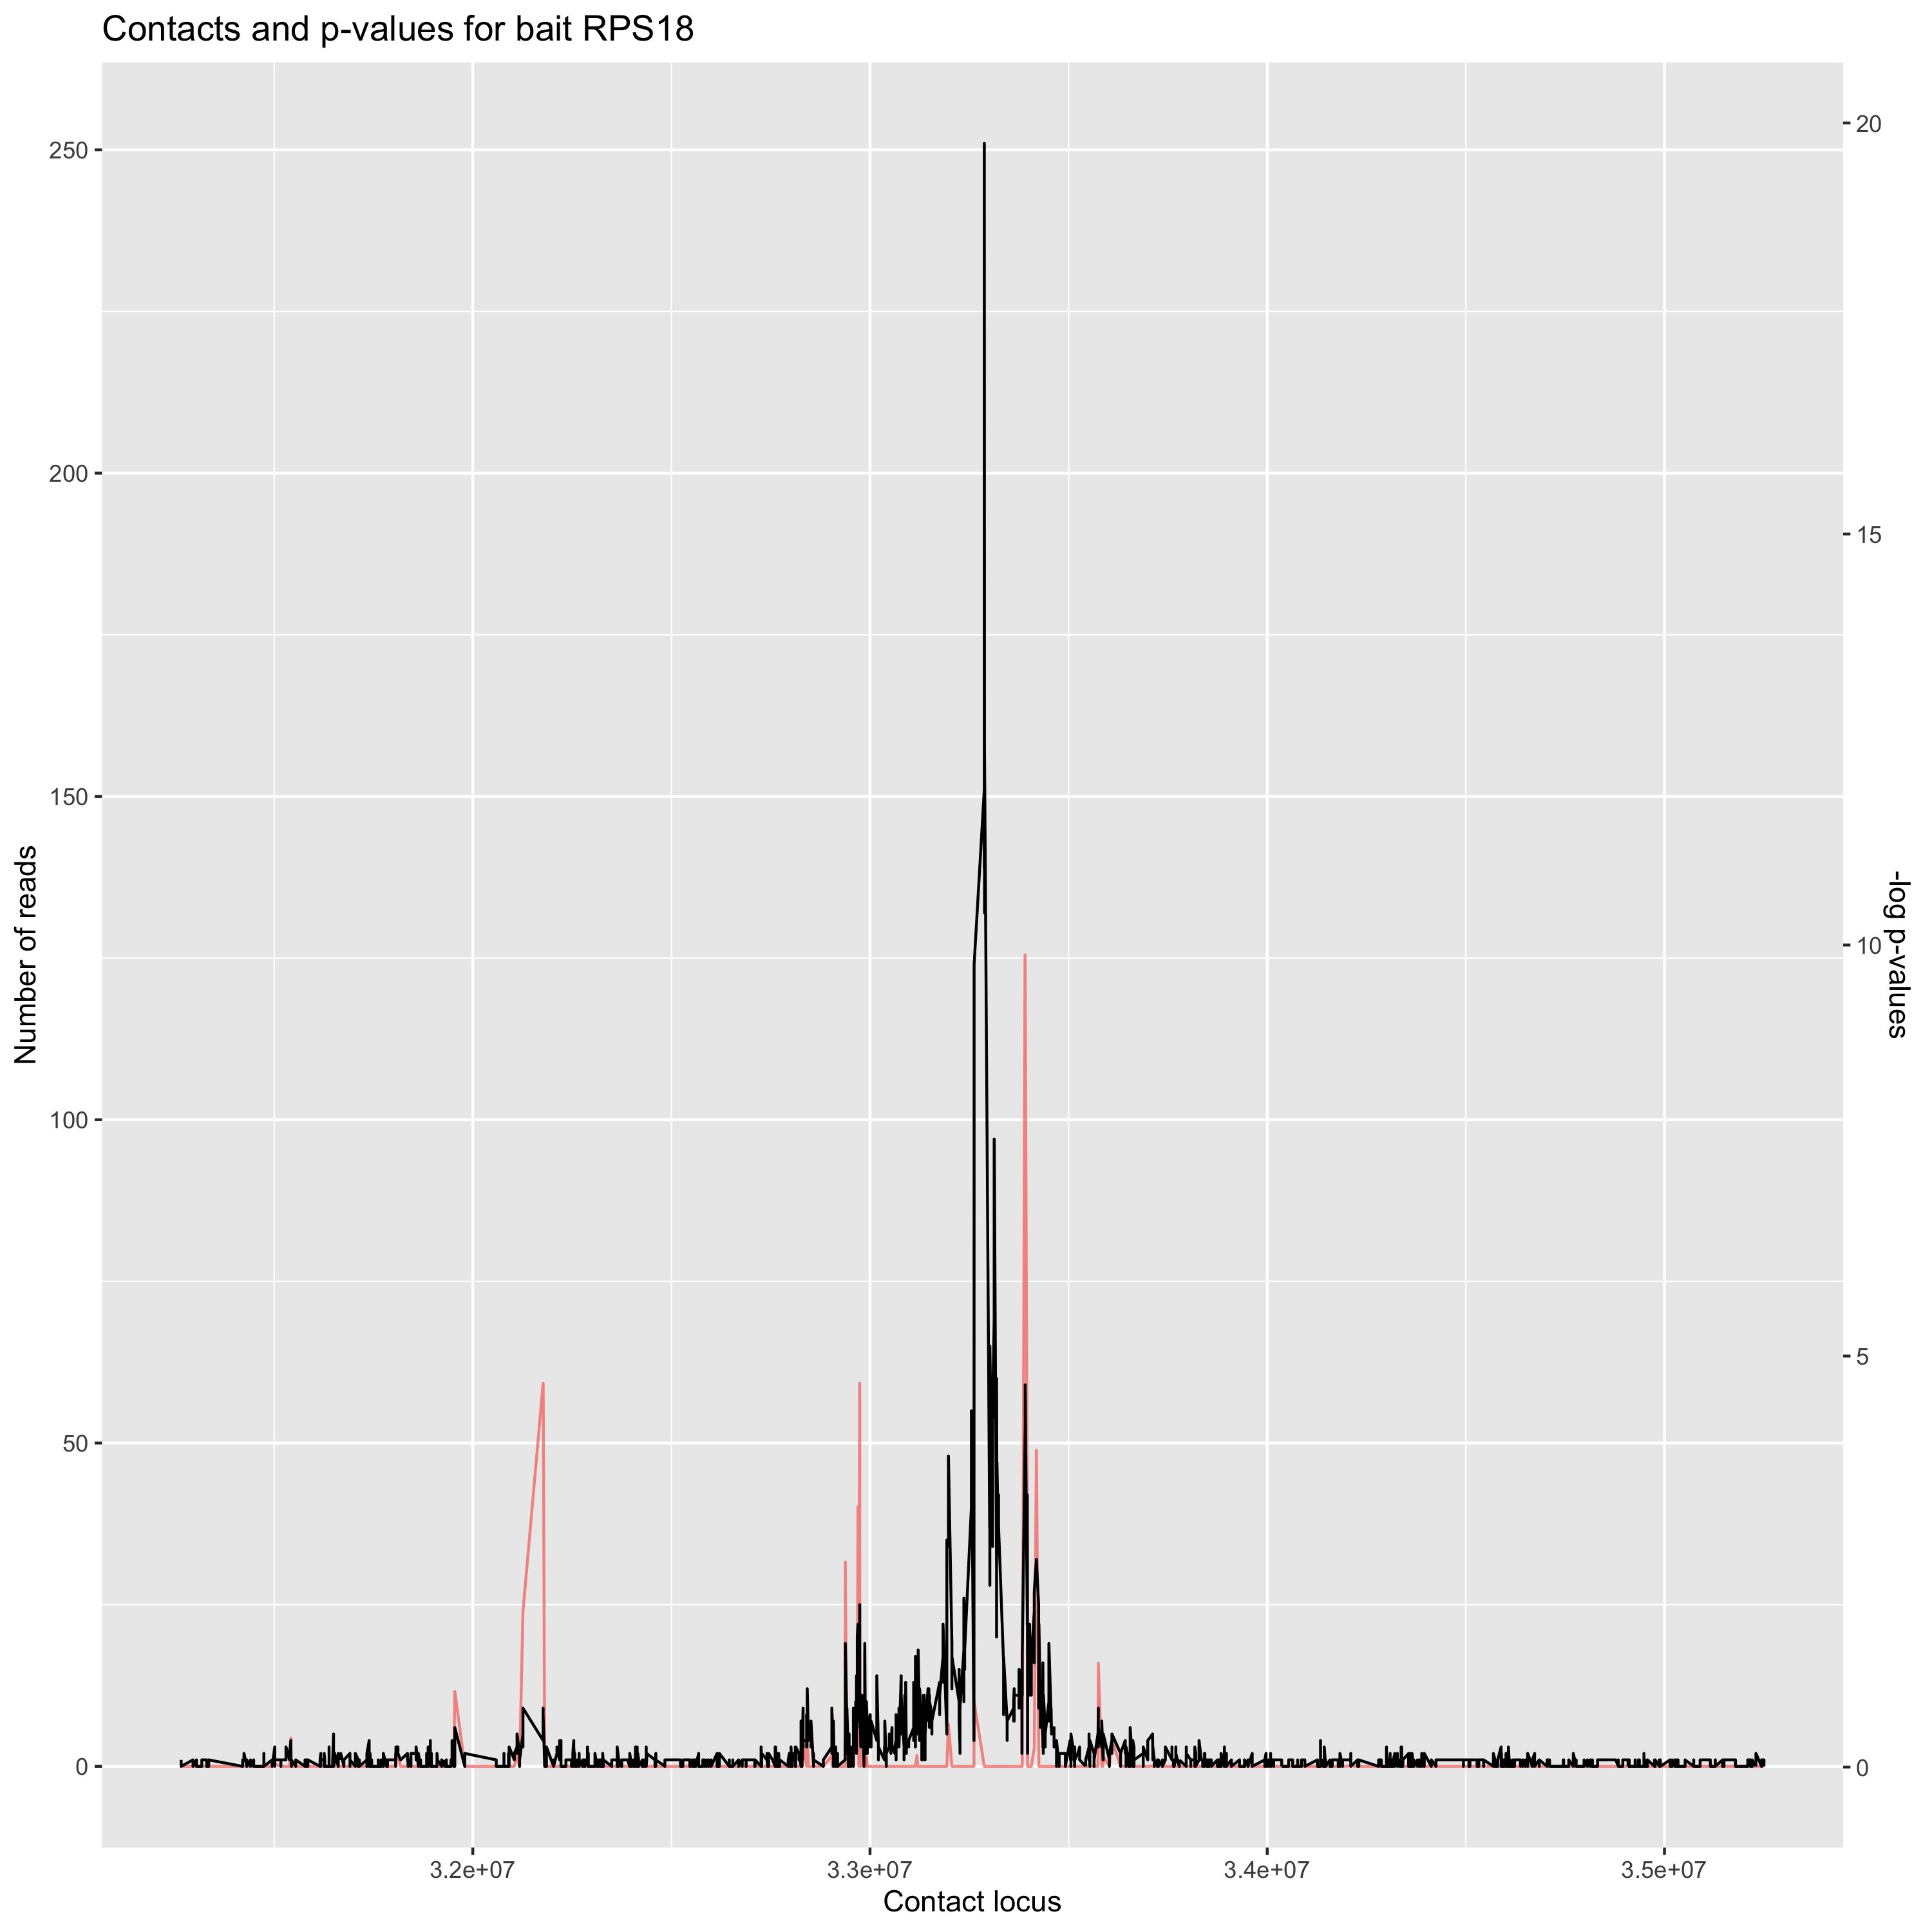 Contacts and p-values for bait RPS18
250
200
150
100
50
0
Number of reads
20
15
10
5
0
-log p-values
3.2e+07
3.3e+07
3.4e+07
3.5e+07
Contact locus